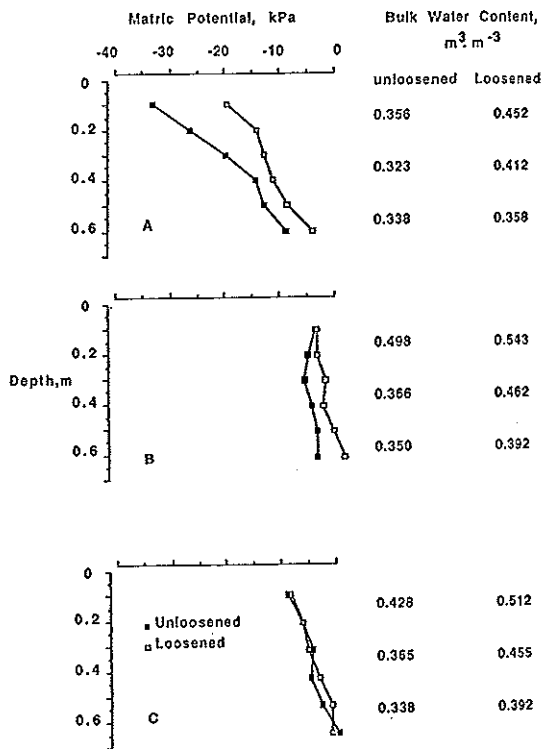 Matric Potential, kPa Bulk Water Content,
m³.m⁻³
-40 -30 -20 -10 0
unloosened Loosened
0
0.356 0.452
0.2
0.323 0.412
0.4
0.338 0.358
0.6
A
0
0.498 0.543
0.2
0.366 0.462
Depth,m
0.4
0.350 0.392
0.6
B
0
0.428 0.512
0.2
Unloosened
Loosened
0.365 0.455
0.4
0.338 0.392
0.6
C